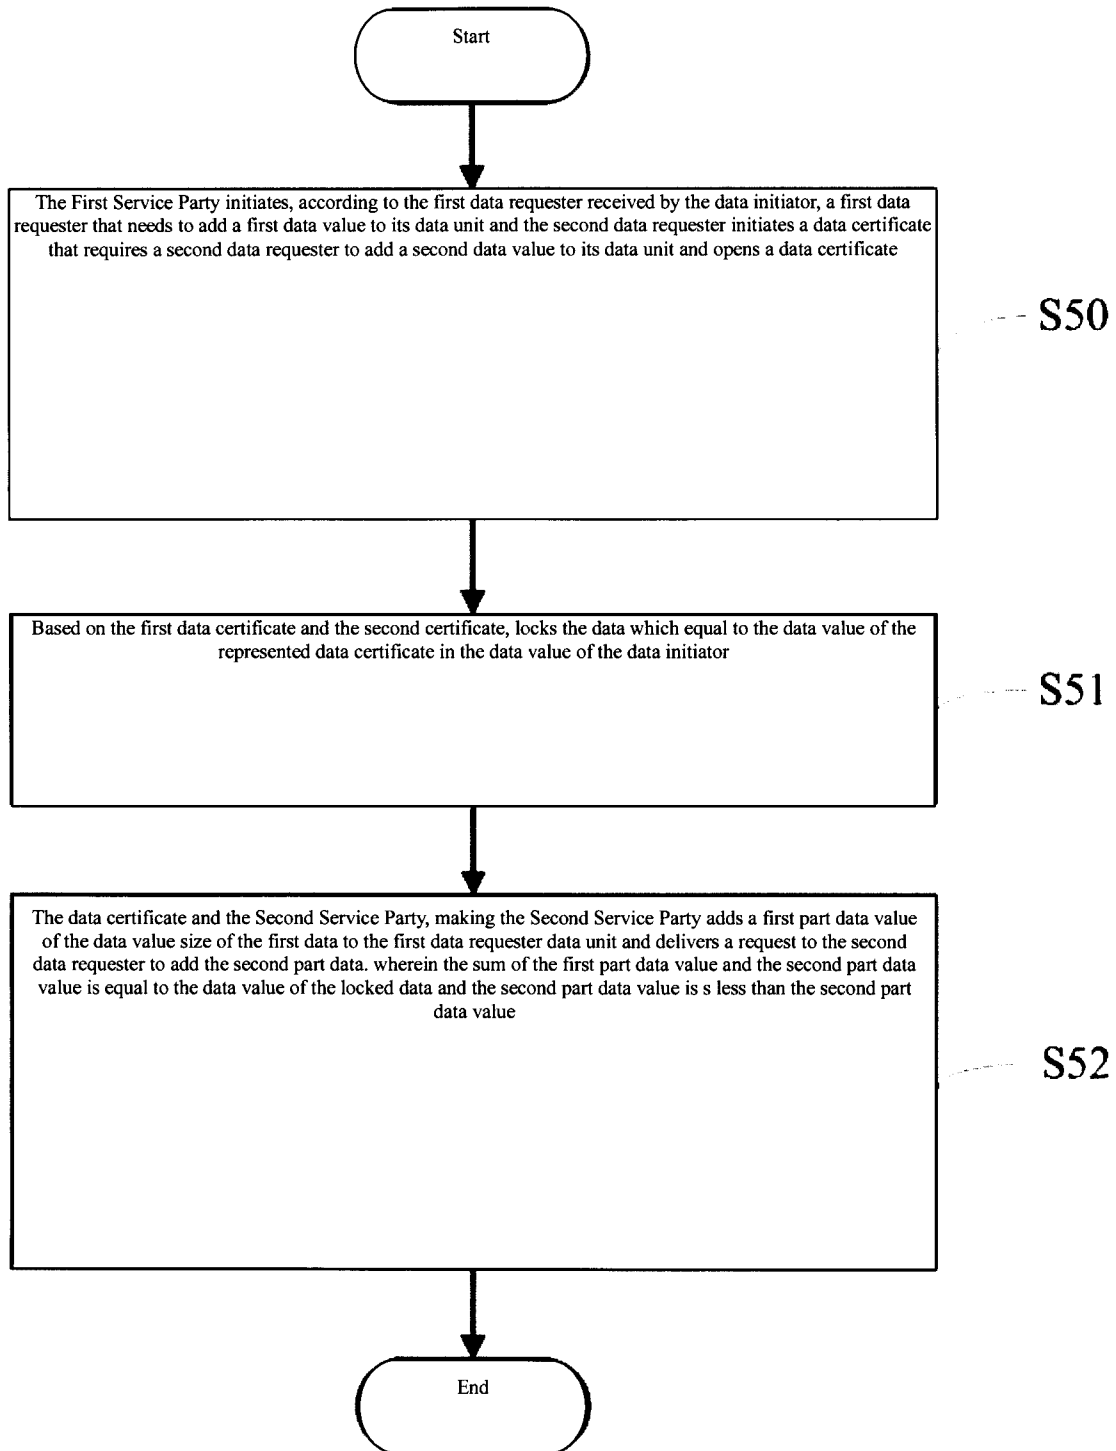 Start
The First Service Party initiates, according to the first data requester received by the data initiator, a first data
requester that needs to add a first data value to its data unit and the second data requester initiates a data certificate
that requires a second data requester to add a second data value to its data unit and opens a data certificate
S50
Based on the first data certificate and the second certificate, locks the data which equal to the data value of the
represented data certificate in the data value of the data initiator
S51
The data certificate and the Second Service Party, making the Second Service Party adds a first part data value
of the data value size of the first data to the first data requester data unit and delivers a request to the second
data requester to add the second part data. wherein the sum of the first part data value and the second part data
value is equal to the data value of the locked data and the second part data value is s less than the second part
data value
S52
End